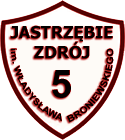 JASTRZĘBIE
ZDRÓJ
im. WŁADYSŁAWA BRONIEWSKIEGO
5